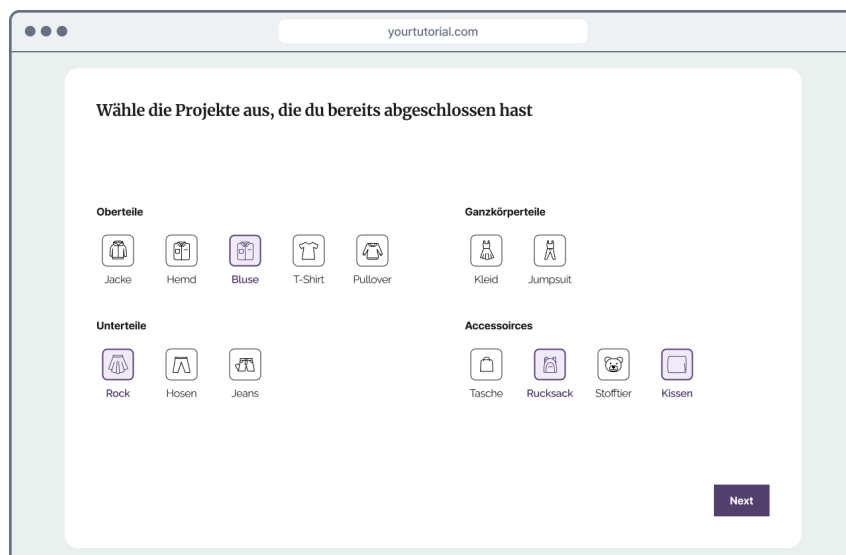 yourtutorial.com
Wähle die Projekte aus, die du bereits abgeschlossen hast
Oberteile
Jacke Hemd Bluse T-Shirt Pullover
Ganzkörperteile
Kleid Jumpsuit
Unterteile
Rock Hosen Jeans
Accessoirces
Tasche Rucksack Stofftier Kissen
Next